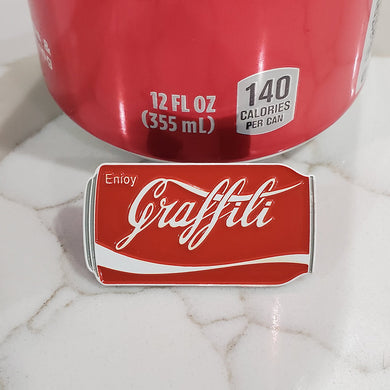 12 FL OZ
(355 mL)
140
CALORIES
PER CAN
Enjoy
Graffiti